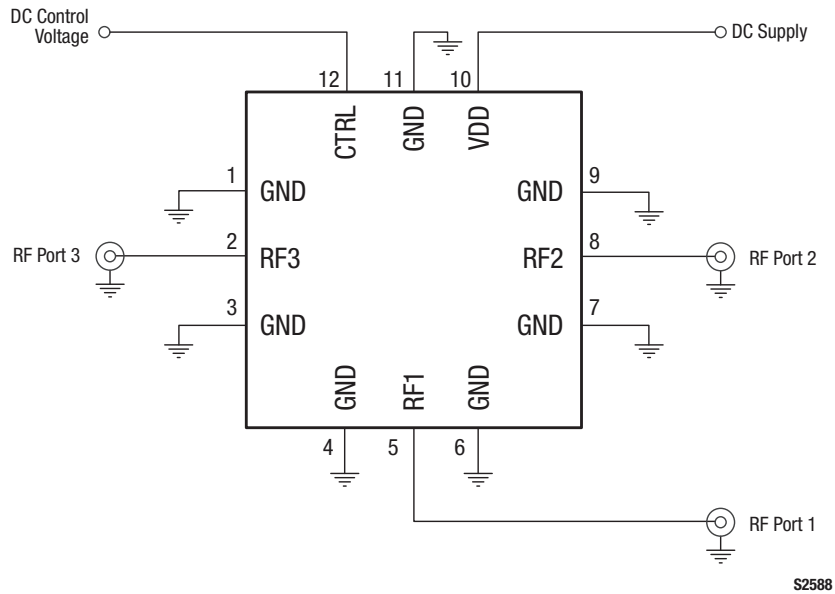 DC Control
Voltage
DC Supply
12
11
10
CTRL
GND
VDD
1
GND
GND
9
RF Port 3
2
RF3
RF2
8
RF Port 2
3
GND
GND
7
GND
RF1
GND
4
5
6
RF Port 1
S2588